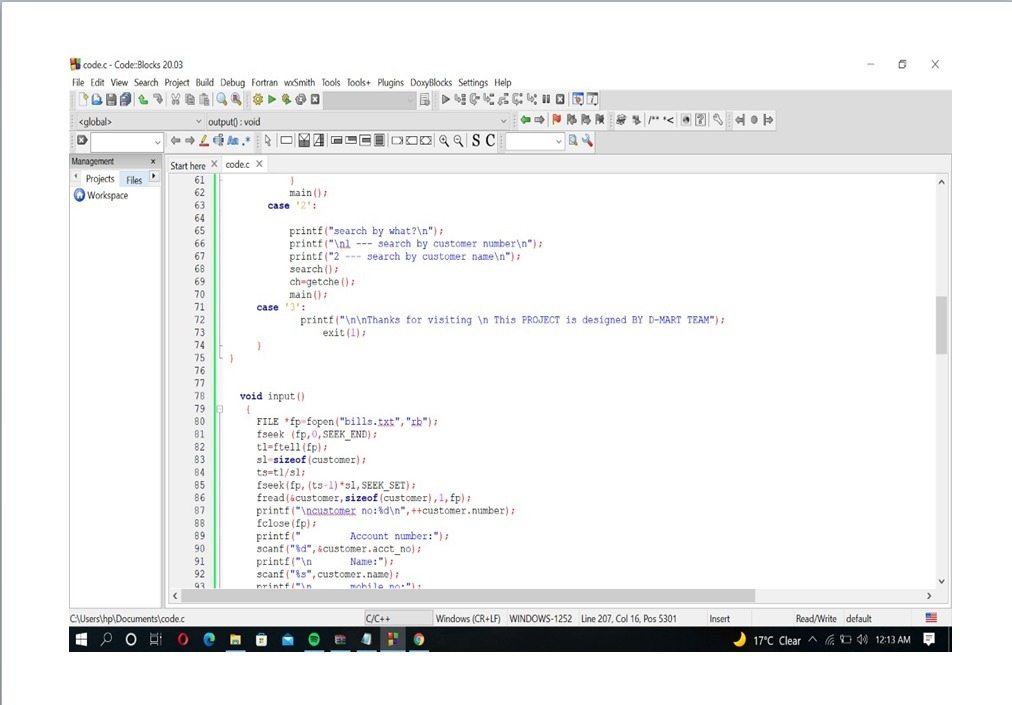 code.c - Code::Blocks 20.03
File Edit View Search Project Build Debug Fortran wxSmith Tools Tools+ Plugins DoxyBlocks Settings Help
<global> output() : void
S C
Management
Start here code.c
Projects Files
Workspace
61 }
62 main();
63 case '2':
64
65 printf("search by what?\n");
66 printf("\n1 --- search by customer number\n");
67 printf("2 --- search by customer name\n");
68 search();
69 ch=getche();
70 main();
71 case '3':
72 printf("\n\nThanks for visiting \n This PROJECT is designed BY D-MART TEAM");
73 exit(1);
74 }
75 }
76
77
78 void input()
79 {
80 FILE *fp=fopen("bills.txt","rb");
81 fseek (fp,0,SEEK_END);
82 tl=ftell(fp);
83 sl=sizeof(customer);
84 ts=tl/sl;
85 fseek(fp,(ts-1)*sl,SEEK_SET);
86 fread(&customer,sizeof(customer),1,fp);
87 printf("\ncustomer no:%d\n",++customer.number);
88 fclose(fp);
89 printf(" Account number:");
90 scanf("%d",&customer.acct_no);
91 printf("\n Name:");
92 scanf("%s",customer.name);
93 printf("\n mobile no:");
C:\Users\hp\Documents\code.c C/C++ Windows (CR+LF) WINDOWS-1252 Line 207, Col 16, Pos 5301 Insert Read/Write default
17°C Clear 12:13 AM